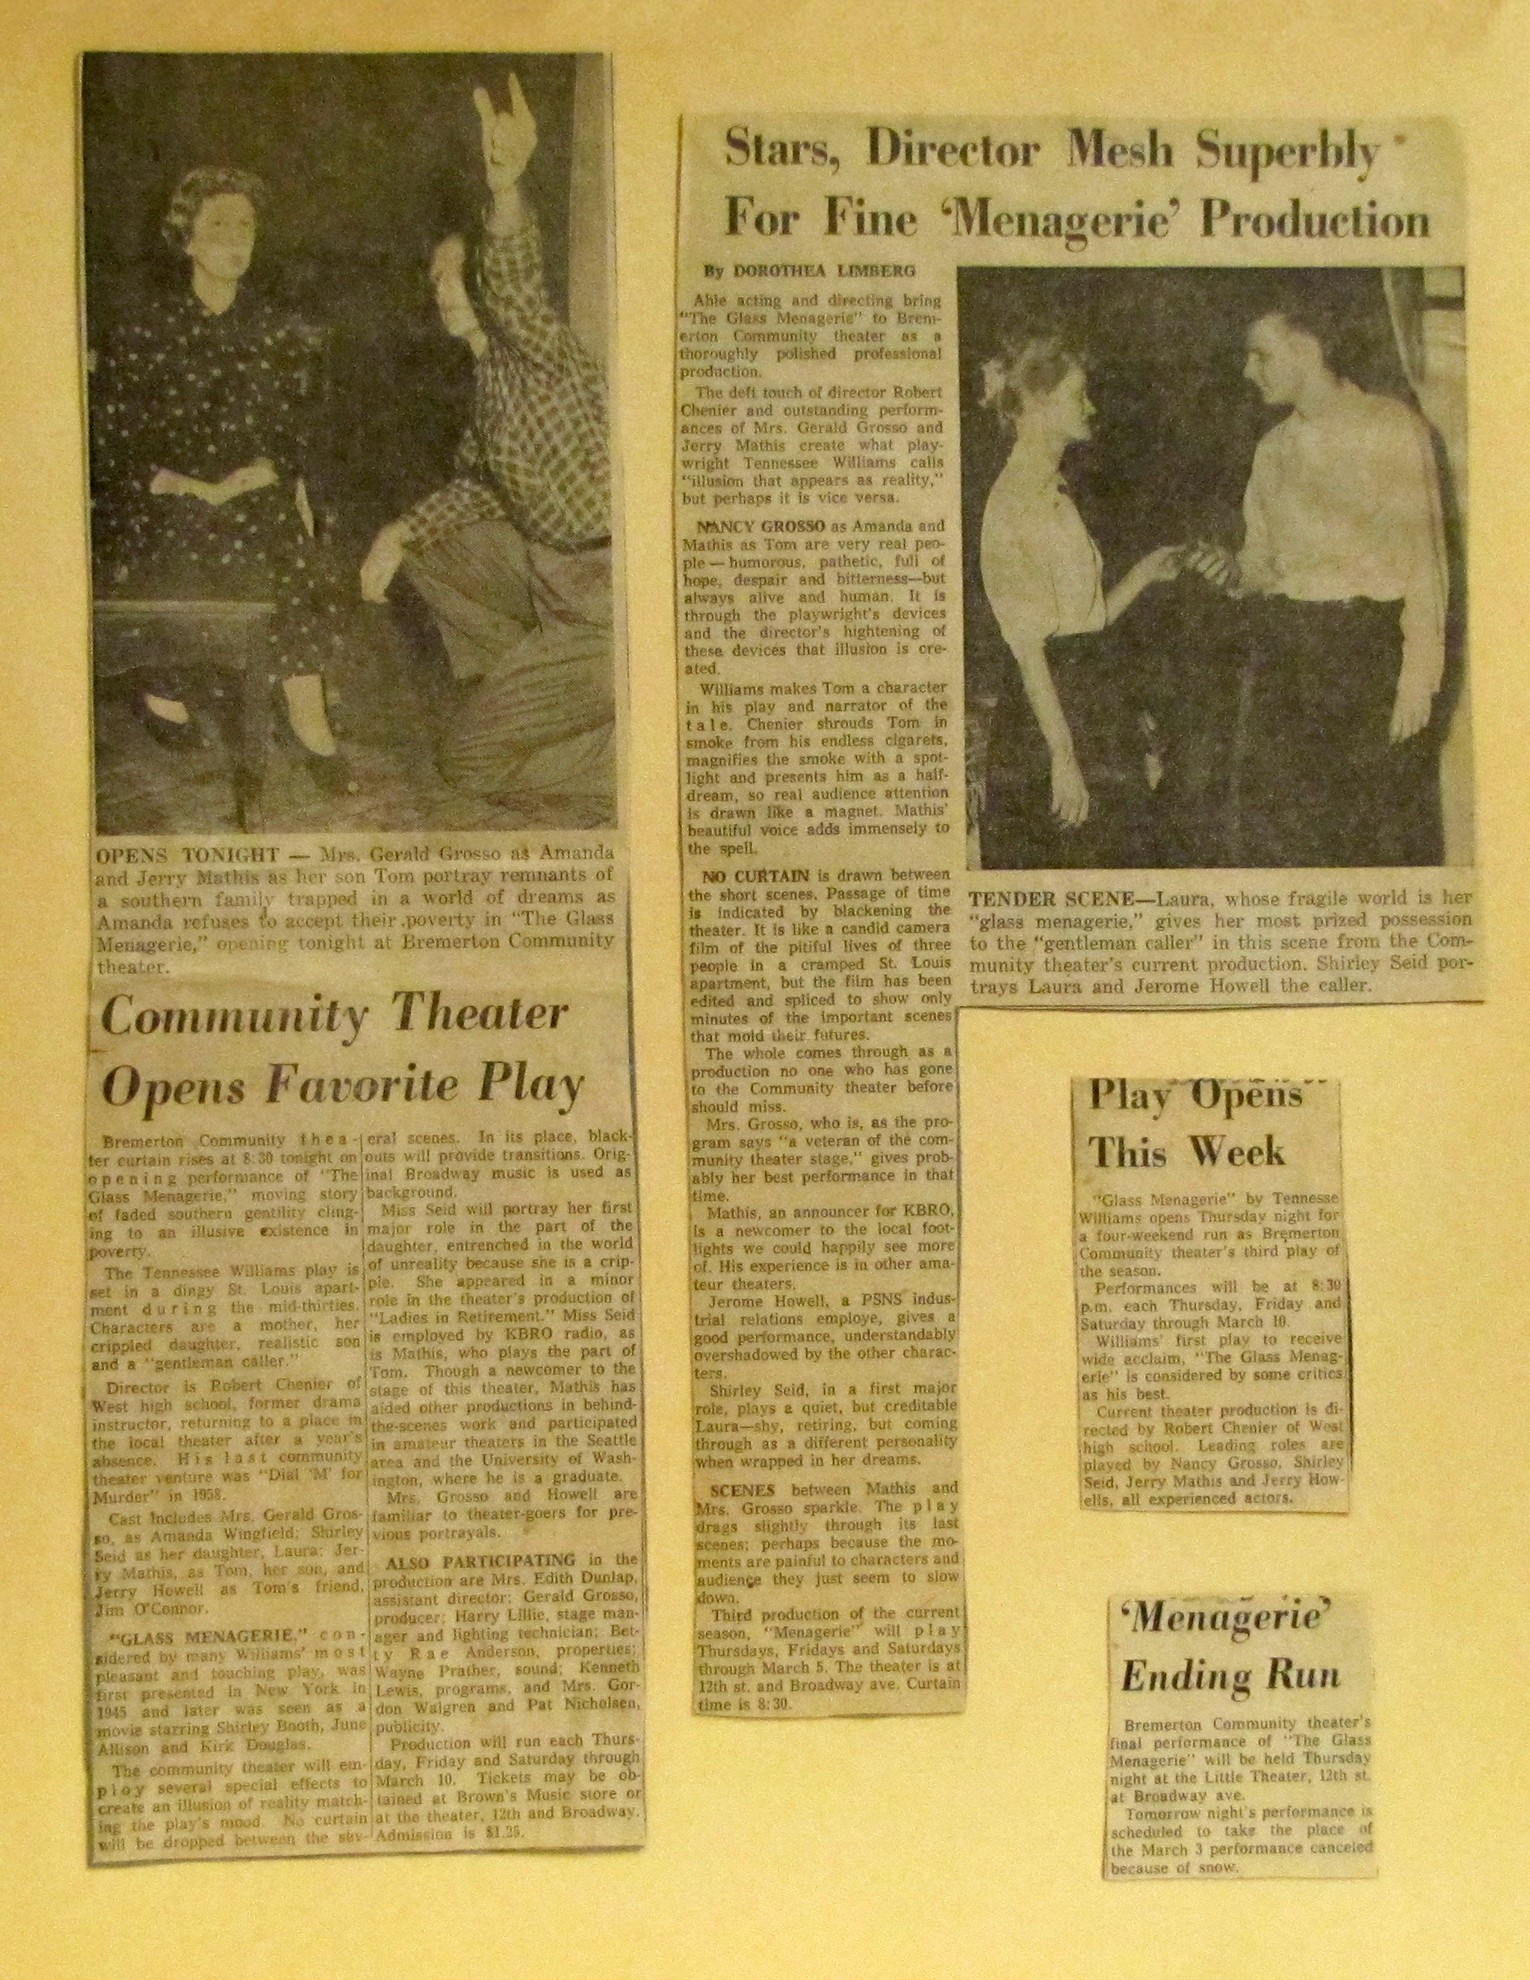 OPENS TONIGHT — Mrs. Gerald Grosso as Amanda
and Jerry Mathis as her son Tom portray remnants of
a southern family trapped in a world of dreams as
Amanda refuses to accept their poverty in "The Glass
Menagerie," opening tonight at Bremerton Community
theater.
Community Theater
Opens Favorite Play
Bremerton Community thea-
ter curtain rises at 8:30 tonight on
opening performance of "The
Glass Menagerie," moving story
of faded southern gentility cling-
ing to an illusive existence in
poverty.
The Tennessee Williams play is
set in a dingy St. Louis apart-
ment during the mid-thirties.
Characters are a mother, her
crippled daughter, realistic son
and a "gentleman caller."
Director is Robert Chenier of
West high school, former drama
instructor, returning to a place in
the local theater after a year's
absence. His last community
theater venture was "Dial 'M' for
Murder" in 1958.
Cast includes Mrs. Gerald Gros-
so, as Amanda Wingfield; Shirley
Seid as her daughter, Laura; Jer-
ry Mathis, as Tom, her son, and
Jerry Howell as Tom's friend,
Jim O'Connor.
"GLASS MENAGERIE," con-
sidered by many Williams' most
pleasant and touching play, was
first presented in New York in
1945 and later was seen as a
movie starring Shirley Booth, June
Allison and Kirk Douglas.
The community theater will em-
ploy several special effects to
create an illusion of reality match-
ing the play's mood. No curtain
will be dropped between the sev-
eral scenes. In its place, black-
outs will provide transitions. Orig-
inal Broadway music is used as
background.
Miss Seid will portray her first
major role in the part of the
daughter, entrenched in the world
of unreality because she is a crip-
ple. She appeared in a minor
role in the theater's production of
"Ladies in Retirement." Miss Seid
is employed by KBRO radio, as
is Mathis, who plays the part of
Tom. Though a newcomer to the
stage of this theater, Mathis has
aided other productions in behind-
the-scenes work and participated
in amateur theaters in the Seattle
area and the University of Wash-
ington, where he is a graduate.
Mrs. Grosso and Howell are
familiar to theater-goers for pre-
vious portrayals.
ALSO PARTICIPATING in the
production are Mrs. Edith Dunlap,
assistant director; Gerald Grosso,
producer; Harry Lillie, stage man-
ager and lighting technician; Bet-
ty Rae Anderson, properties;
Wayne Prather, sound; Kenneth
Lewis, programs, and Mrs. Gor-
don Walgren and Pat Nicholsen,
publicity.
Production will run each Thurs-
day, Friday and Saturday through
March 10. Tickets may be ob-
tained at Brown's Music store or
at the theater, 12th and Broadway.
Admission is $1.25.
Stars, Director Mesh Superbly
For Fine 'Menagerie' Production
By DOROTHEA LIMBERG
Able acting and directing bring
"The Glass Menagerie" to Brem-
erton Community theater as a
thoroughly polished professional
production.
The deft touch of director Robert
Chenier and outstanding perform-
ances of Mrs. Gerald Grosso and
Jerry Mathis create what play-
wright Tennessee Williams calls
"illusion that appears as reality,"
but perhaps it is vice versa.
NANCY GROSSO as Amanda and
Mathis as Tom are very real peo-
ple — humorous, pathetic, full of
hope, despair and bitterness—but
always alive and human. It is
through the playwright's devices
and the director's hightening of
these devices that illusion is cre-
ated.
Williams makes Tom a character
in his play and narrator of the
tale. Chenier shrouds Tom in
smoke from his endless cigarets,
magnifies the smoke with a spot-
light and presents him as a half-
dream, so real audience attention
is drawn like a magnet. Mathis'
beautiful voice adds immensely to
the spell.
NO CURTAIN is drawn between
the short scenes. Passage of time
is indicated by blackening the
theater. It is like a candid camera
film of the pitiful lives of three
people in a cramped St. Louis
apartment, but the film has been
edited and spliced to show only
minutes of the important scenes
that mold their futures.
The whole comes through as a
production no one who has gone
to the Community theater before
should miss.
Mrs. Grosso, who is, as the pro-
gram says "a veteran of the com-
munity theater stage," gives prob-
ably her best performance in that
time.
Mathis, an announcer for KBRO,
is a newcomer to the local foot-
lights we could happily see more
of. His experience is in other ama-
teur theaters.
Jerome Howell, a PSNS indus-
trial relations employe, gives a
good performance, understandably
overshadowed by the other charac-
ters.
Shirley Seid, in a first major
role, plays a quiet, but creditable
Laura—shy, retiring, but coming
through as a different personality
when wrapped in her dreams.
SCENES between Mathis and
Mrs. Grosso sparkle. The play
drags slightly through its last
scenes; perhaps because the mo-
ments are painful to characters and
audience they just seem to slow
down.
Third production of the current
season, "Menagerie" will play
Thursdays, Fridays and Saturdays
through March 5. The theater is at
12th st. and Broadway ave. Curtain
time is 8:30.
TENDER SCENE—Laura, whose fragile world is her
"glass menagerie," gives her most prized possession
to the "gentleman caller" in this scene from the Com-
munity theater's current production. Shirley Seid por-
trays Laura and Jerome Howell the caller.
Play Opens
This Week
"Glass Menagerie" by Tennesse
Williams opens Thursday night for
a four-weekend run as Bremerton
Community theater's third play of
the season.
Performances will be at 8:30
p.m. each Thursday, Friday and
Saturday through March 10.
Williams' first play to receive
wide acclaim, "The Glass Menag-
erie" is considered by some critics
as his best.
Current theater production is di-
rected by Robert Chenier of West
high school. Leading roles are
played by Nancy Grosso, Shirley
Seid, Jerry Mathis and Jerry How-
ells, all experienced actors.
'Menagerie'
Ending Run
Bremerton Community theater's
final performance of "The Glass
Menagerie" will be held Thursday
night at the Little Theater, 12th st.
at Broadway ave.
Tomorrow night's performance is
scheduled to take the place of
the March 3 performance canceled
because of snow.